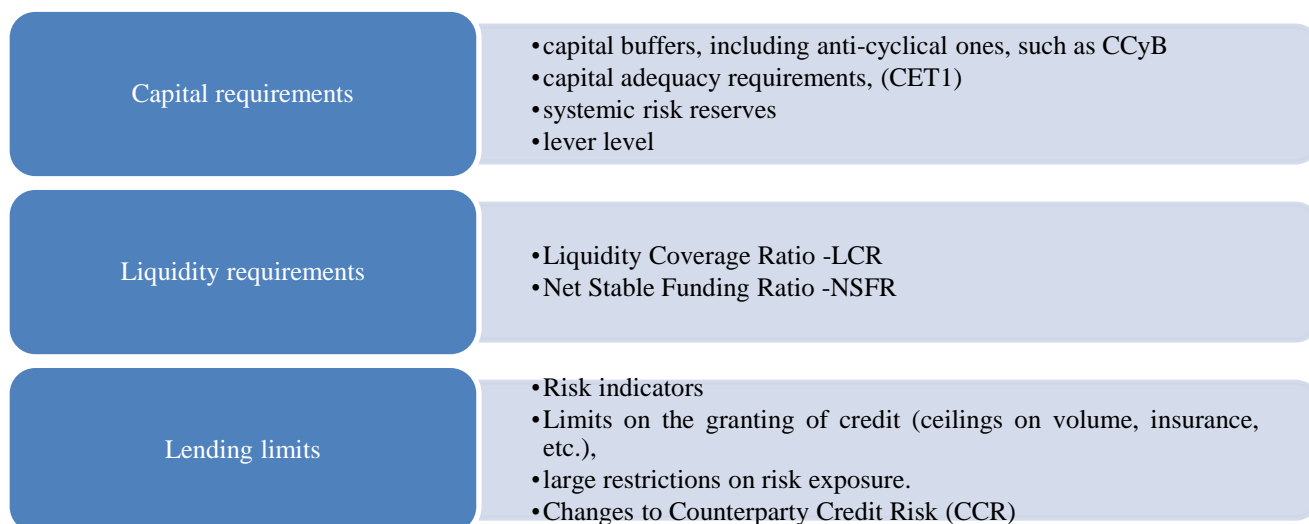 Capital requirements
•capital buffers, including anti-cyclical ones, such as CCyB
•capital adequacy requirements, (CET1)
•systemic risk reserves
•lever level
Liquidity requirements
•Liquidity Coverage Ratio -LCR
•Net Stable Funding Ratio -NSFR
Lending limits
•Risk indicators
•Limits on the granting of credit (ceilings on volume, insurance,
etc.),
•large restrictions on risk exposure.
•Changes to Counterparty Credit Risk (CCR)